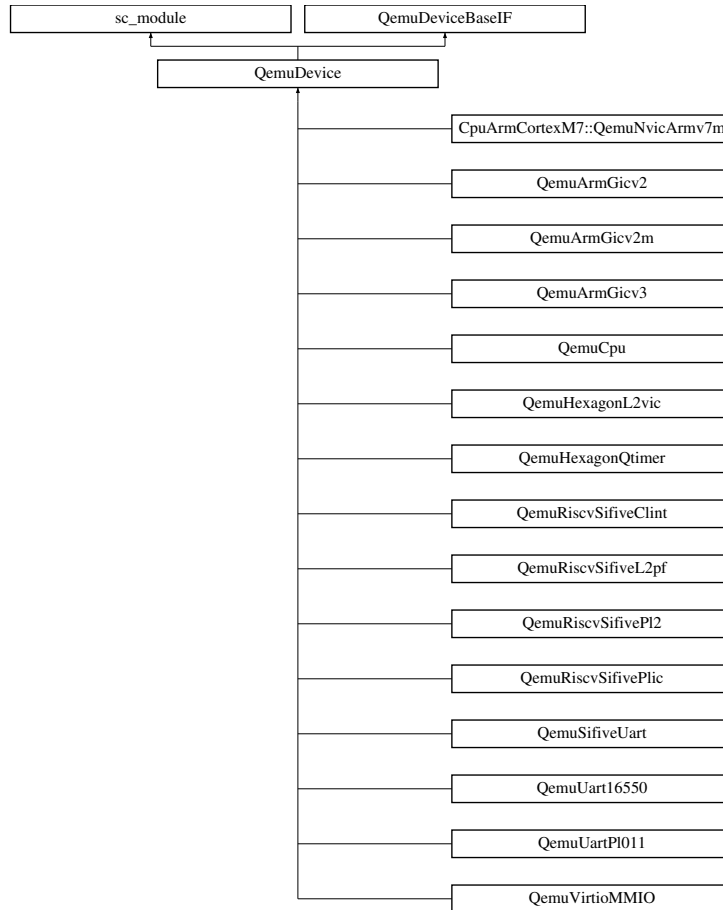 sc_module
QemuDeviceBaseIF
QemuDevice
CpuArmCortexM7::QemuNvicArmv7m
QemuArmGicv2
QemuArmGicv2m
QemuArmGicv3
QemuCpu
QemuHexagonL2vic
QemuHexagonQtimer
QemuRiscvSifiveClint
QemuRiscvSifiveL2pf
QemuRiscvSifivePl2
QemuRiscvSifivePlic
QemuSifiveUart
QemuUart16550
QemuUartPl011
QemuVirtioMMIO